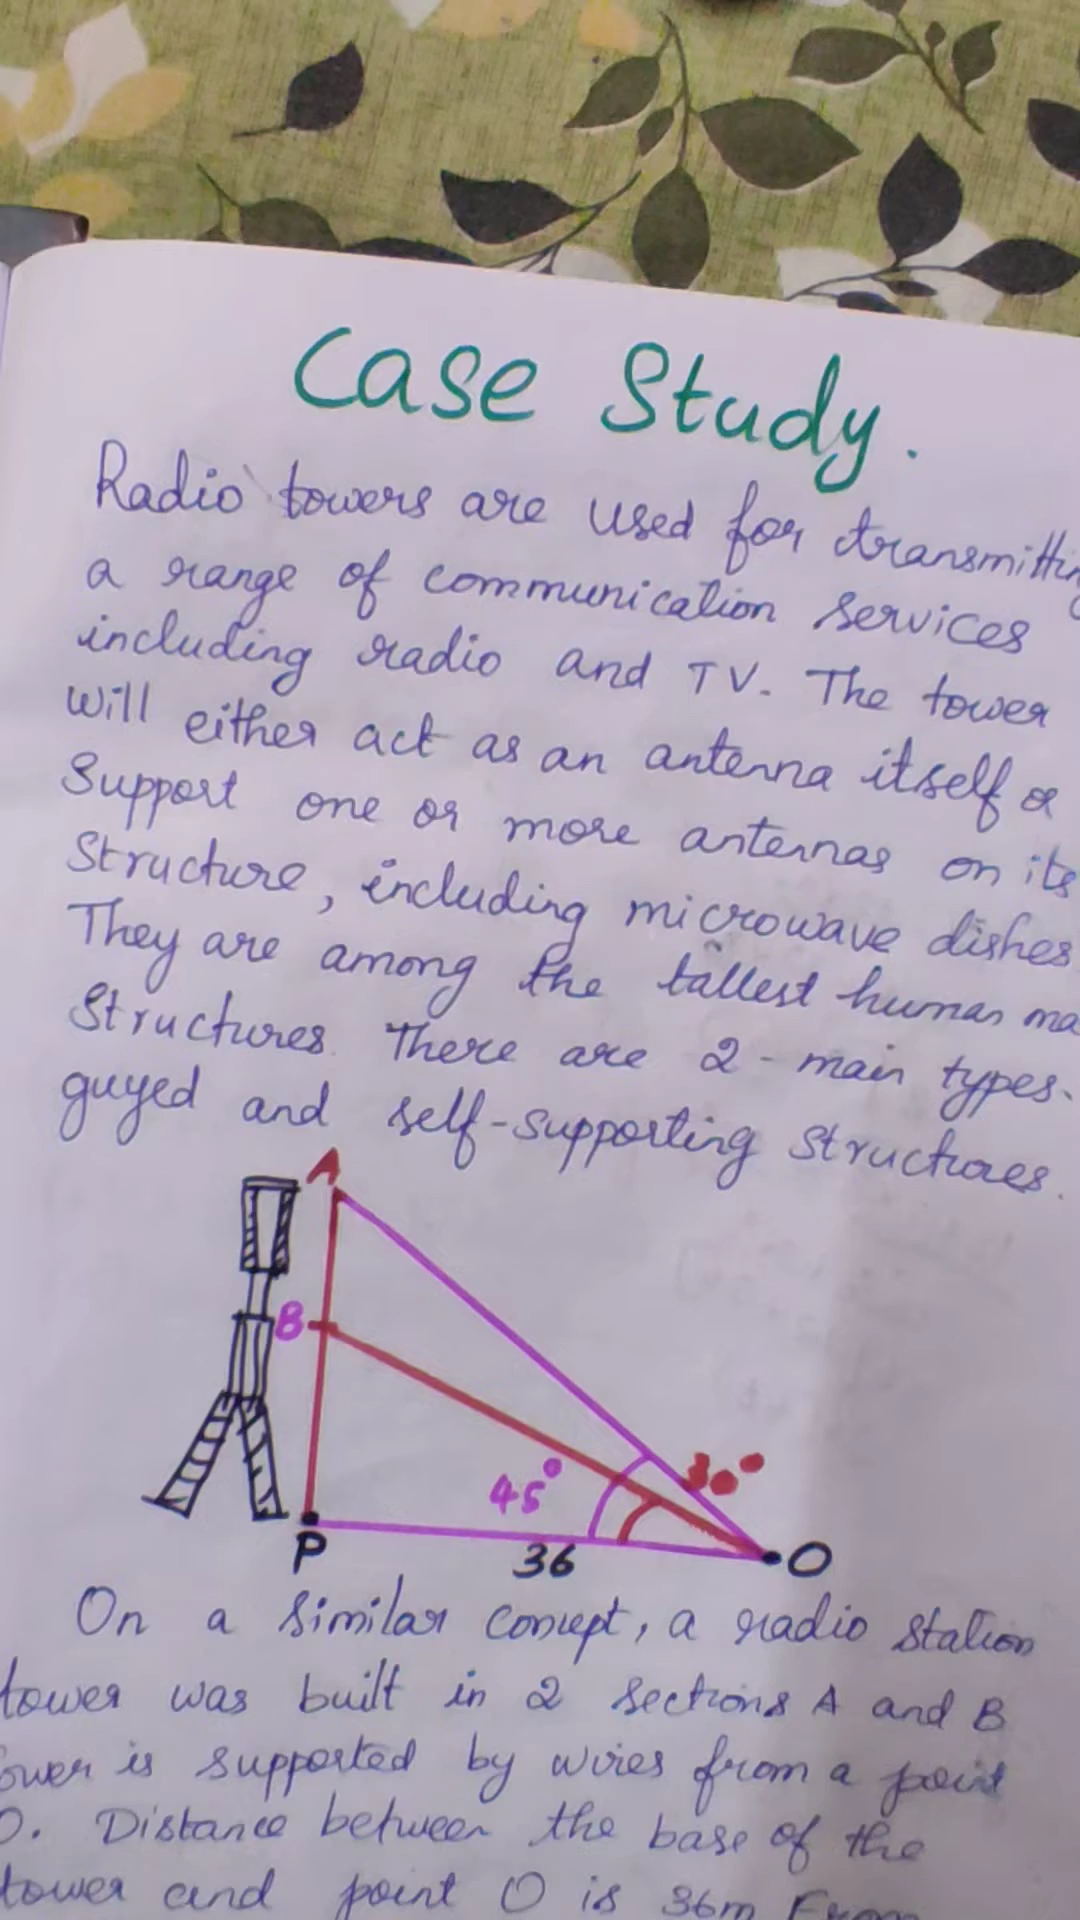 Case Study.
Radio towers are used for transmitting
a range of communication services
including radio and TV. The tower
will either act as an antenna itself or
Support one or more antennas on its
Structure, including microwave dishes
They are among the tallest human ma
Structures. There are 2-main types.
guyed and self-supporting structures.
A
B
45° 30°
P 36 O
On a similar concept, a radio station
tower was built in 2 sections A and B
ower is supported by wires from a point
O. Distance between the base of the
tower and point O is 36m From